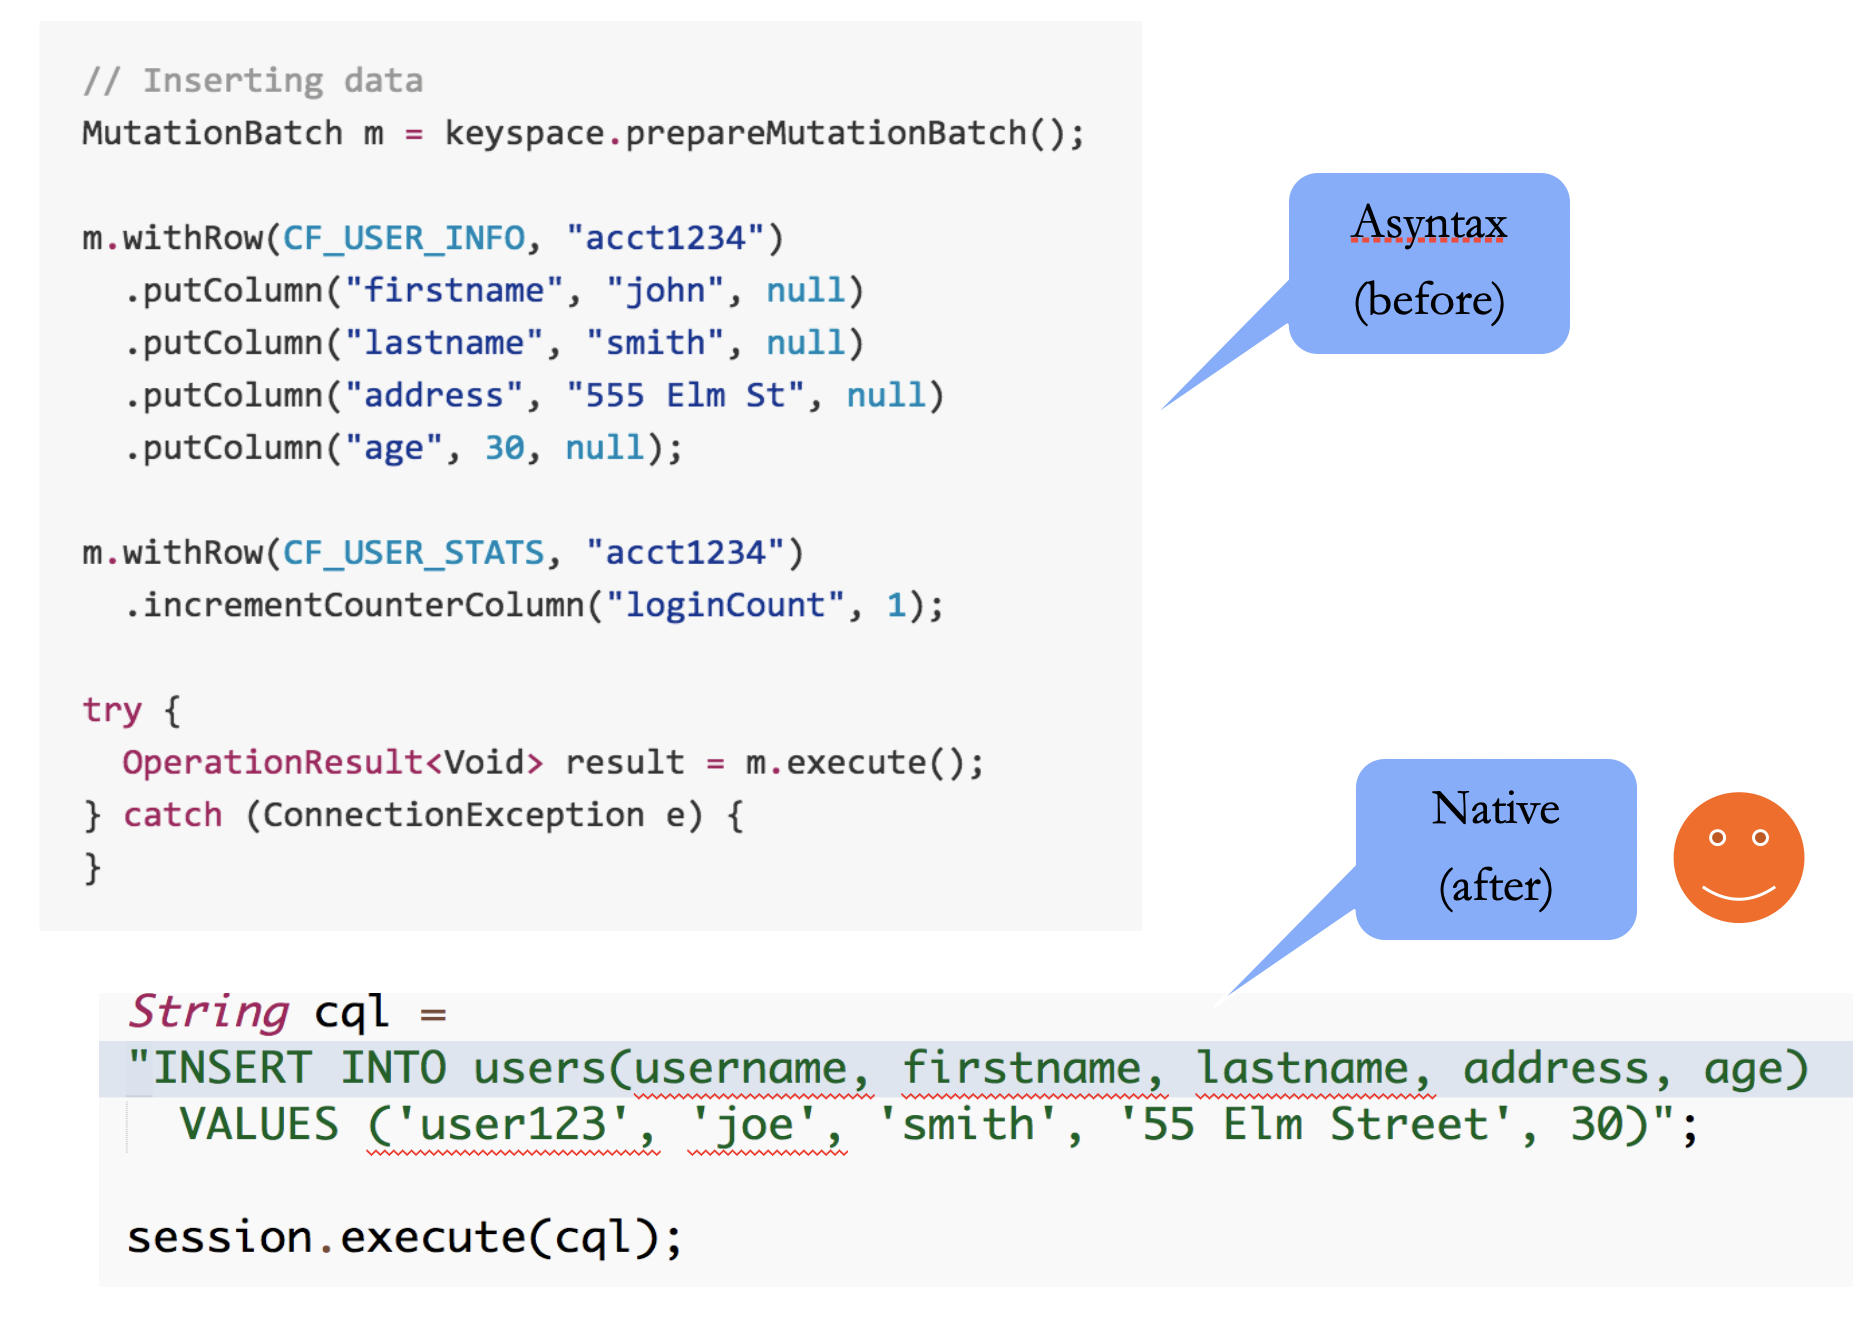 // Inserting data
MutationBatch m = keyspace.prepareMutationBatch();
m.withRow(CF_USER_INFO, "acct1234")
  .putColumn("firstname", "john", null)
  .putColumn("lastname", "smith", null)
  .putColumn("address", "555 Elm St", null)
  .putColumn("age", 30, null);
m.withRow(CF_USER_STATS, "acct1234")
  .incrementCounterColumn("loginCount", 1);
try {
  OperationResult<Void> result = m.execute();
} catch (ConnectionException e) {
}
Asyntax
(before)
Native
(after)
String cql =
"INSERT INTO users(username, firstname, lastname, address, age)
  VALUES ('user123', 'joe', 'smith', '55 Elm Street', 30)";
session.execute(cql);